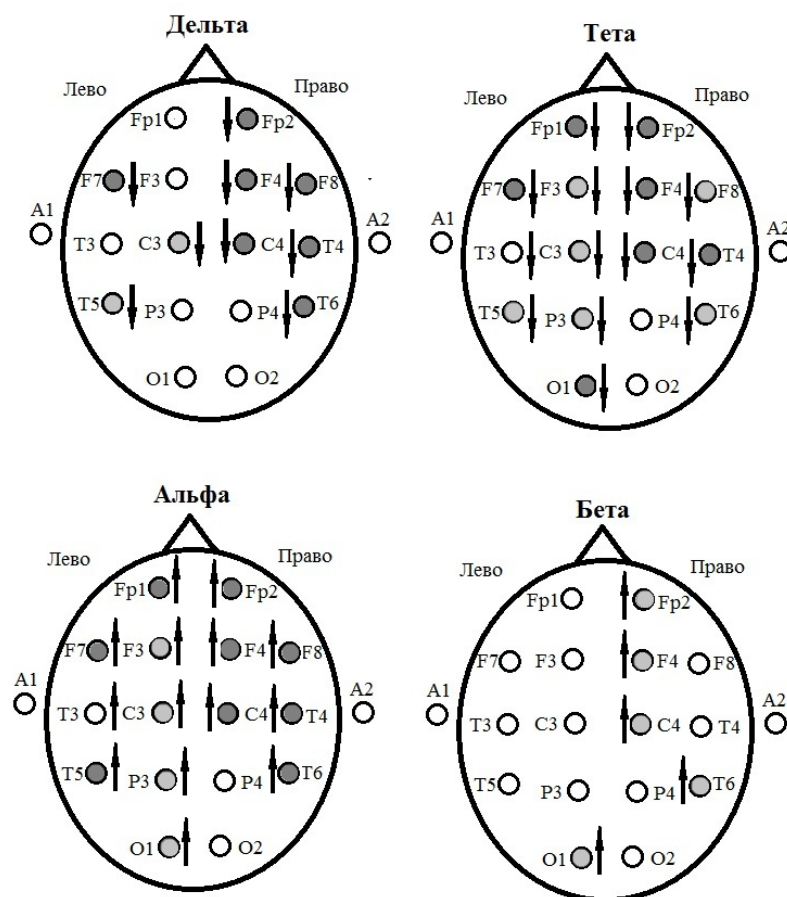 Дельта
Лево Право
Fp1 Fp2
F7 F3 F4 F8
A1 A2
T3 C3 C4 T4
T5 P3 P4 T6
O1 O2
Тета
Лево Право
Fp1 Fp2
F7 F3 F4 F8
A1 A2
T3 C3 C4 T4
T5 P3 P4 T6
O1 O2
Альфа
Лево Право
Fp1 Fp2
F7 F3 F4 F8
A1 A2
T3 C3 C4 T4
T5 P3 P4 T6
O1 O2
Бета
Лево Право
Fp1 Fp2
F7 F3 F4 F8
A1 A2
T3 C3 C4 T4
T5 P3 P4 T6
O1 O2